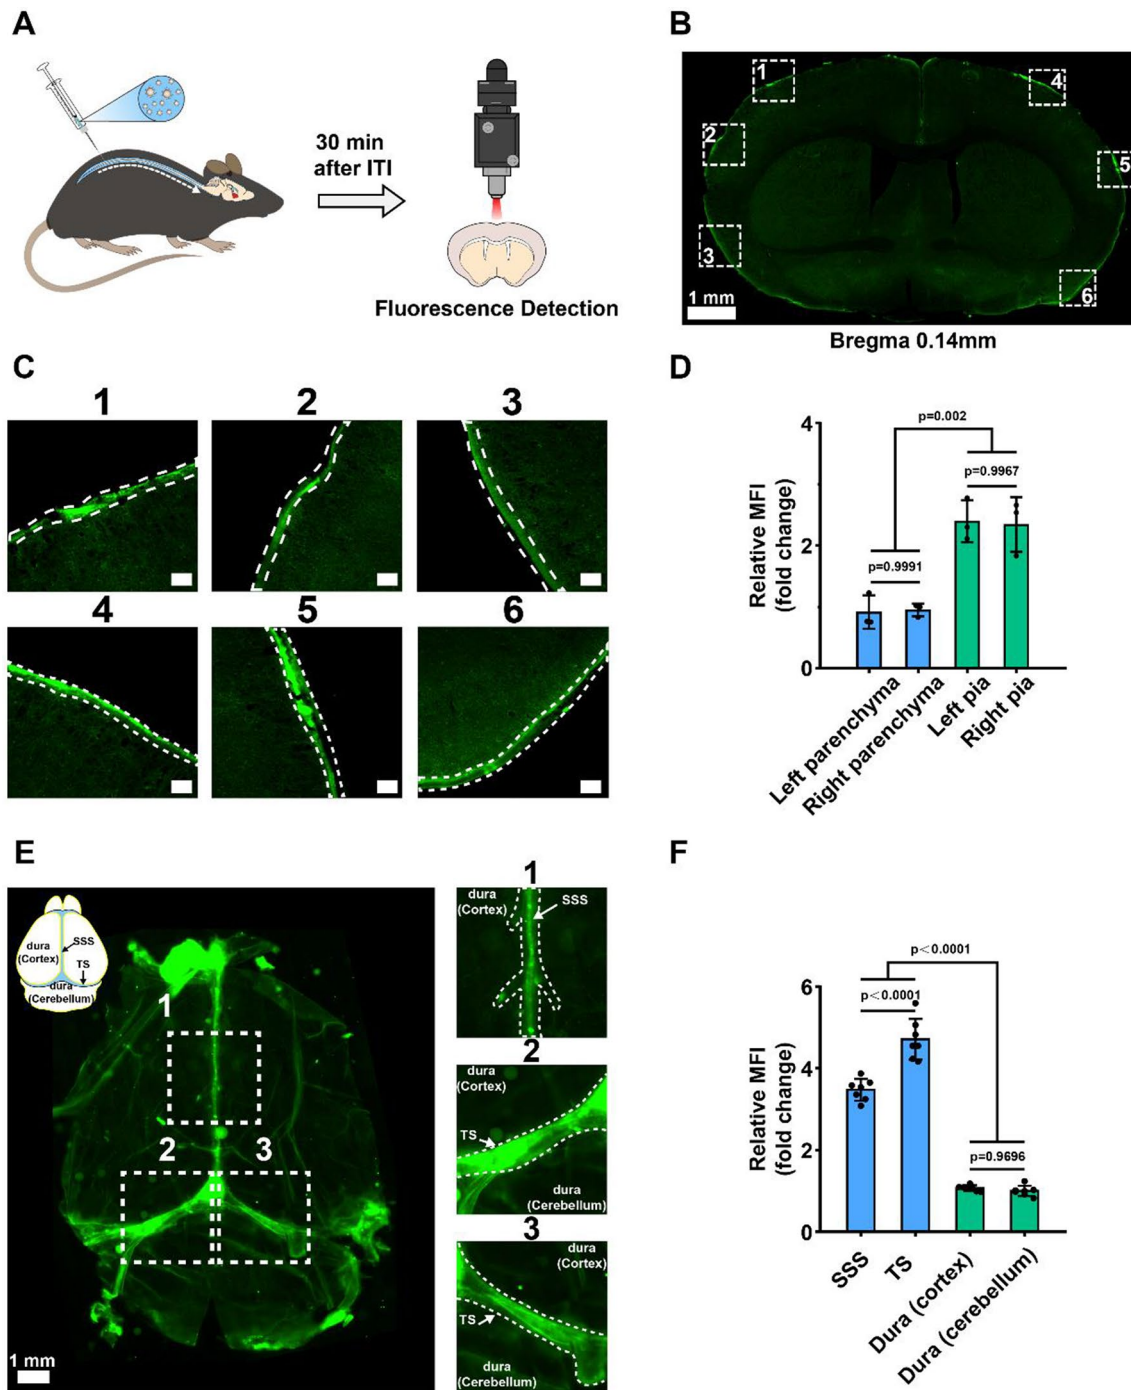 A
30 min
after ITI
Fluorescence Detection
B
1
2
3
4
5
6
1 mm
Bregma 0.14mm
C
1
2
3
4
5
6
D
Relative MFI
(fold change)
4
2
0
p=0.002
p=0.9967
p=0.9991
Left parenchyma
Right parenchyma
Left pia
Right pia
E
dura
(Cortex)
SSS
TS
dura
(Cerebellum)
1
2
3
1 mm
1
dura
(Cortex)
SSS
2
dura
(Cortex)
TS
dura
(Cerebellum)
3
dura
(Cortex)
TS
dura
(Cerebellum)
F
Relative MFI
(fold change)
6
4
2
0
p<0.0001
p<0.0001
p=0.9696
SSS
TS
Dura (cortex)
Dura (cerebellum)